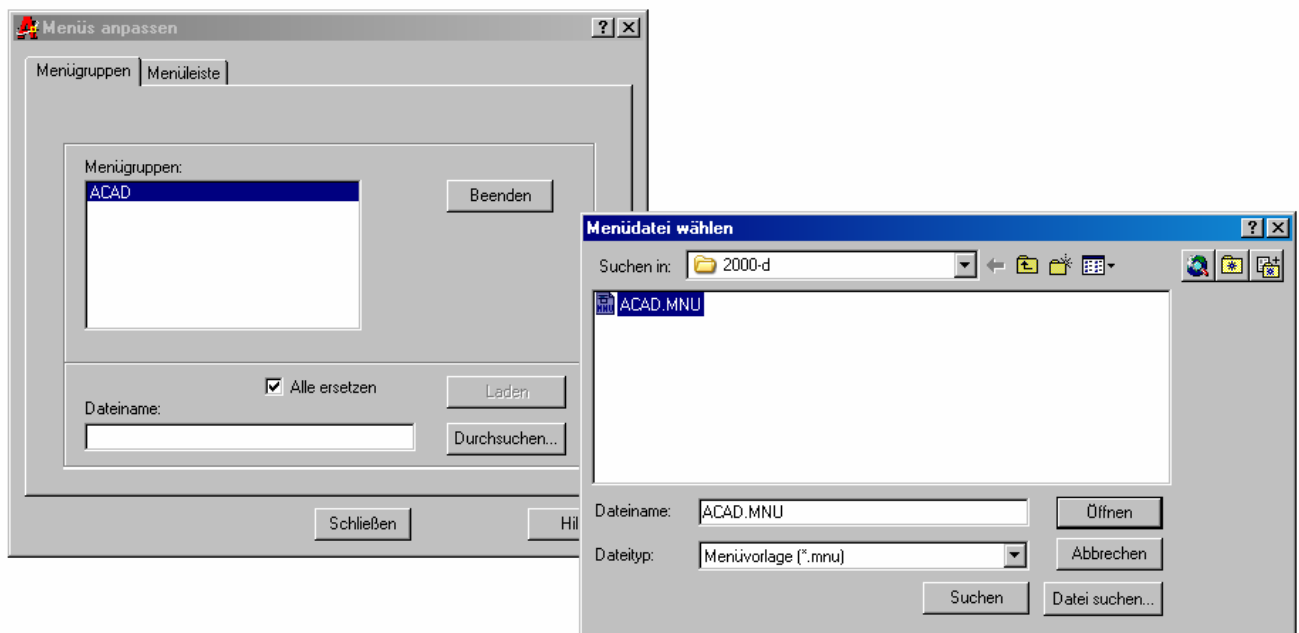 Menüs anpassen
Menügruppen Menüleiste
Menügruppen:
ACAD
Beenden
Alle ersetzen
Laden
Dateiname:
Durchsuchen...
Schließen
Hil
Menüdatei wählen
Suchen in: 2000-d
ACAD.MNU
Dateiname: ACAD.MNU
Öffnen
Dateityp: Menüvorlage (*.mnu)
Abbrechen
Suchen Datei suchen...